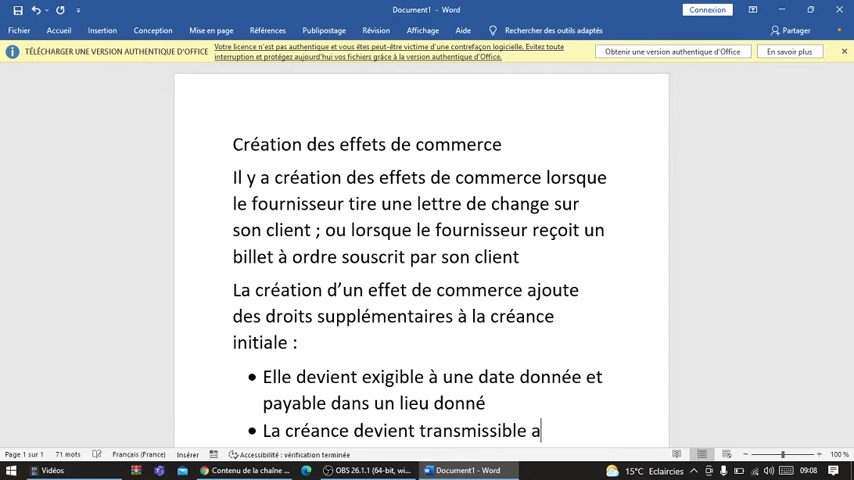 Document1 - Word
Connexion
Fichier Accueil Insertion Conception Mise en page Références Publipostage Révision Affichage Aide Rechercher des outils adaptés Partager
TÉLÉCHARGER UNE VERSION AUTHENTIQUE D'OFFICE Votre licence n'est pas authentique et vous êtes peut-être victime d'une contrefaçon logicielle. Évitez toute
interruption et protégez aujourd'hui vos fichiers grâce à la version authentique d'Office.
Obtenir une version authentique d'Office En savoir plus
Création des effets de commerce
Il y a création des effets de commerce lorsque
le fournisseur tire une lettre de change sur
son client ; ou lorsque le fournisseur reçoit un
billet à ordre souscrit par son client
La création d'un effet de commerce ajoute
des droits supplémentaires à la créance
initiale :
• Elle devient exigible à une date donnée et
payable dans un lieu donné
• La créance devient transmissible a
Page 1 sur 1 71 mots Français (France) Insérer Accessibilité : vérification terminée 100 %
Vidéos Contenu de la chaîne ... OBS 26.1.1 (64-bit, wi... Document1 - Word 15°C Eclaircies 09:08